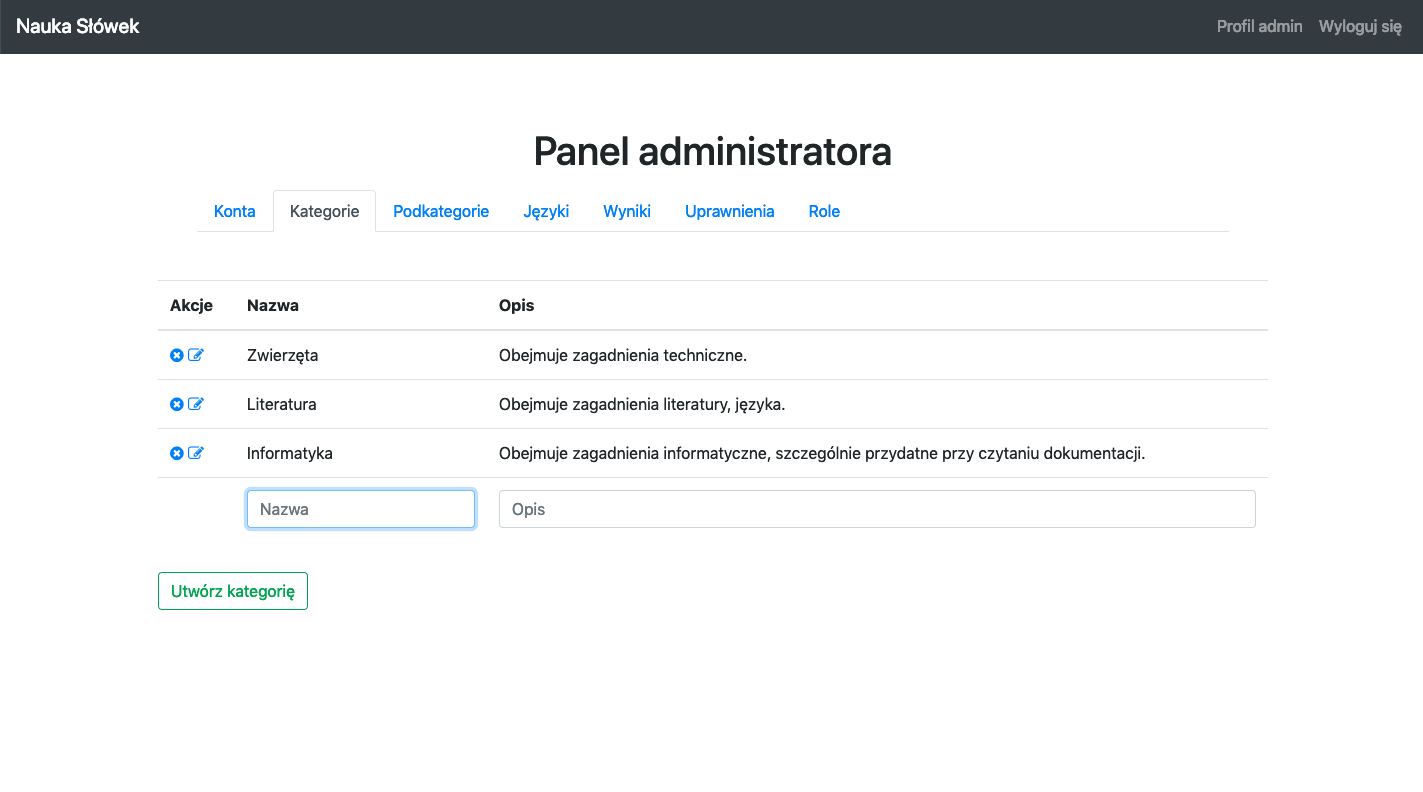 Nauka Słówek Profil admin Wyloguj się
Panel administratora
Konta Kategorie Podkategorie Języki Wyniki Uprawnienia Role
Akcje Nazwa Opis
Zwierzęta Obejmuje zagadnienia techniczne.
Literatura Obejmuje zagadnienia literatury, języka.
Informatyka Obejmuje zagadnienia informatyczne, szczególnie przydatne przy czytaniu dokumentacji.
Nazwa Opis
Utwórz kategorię